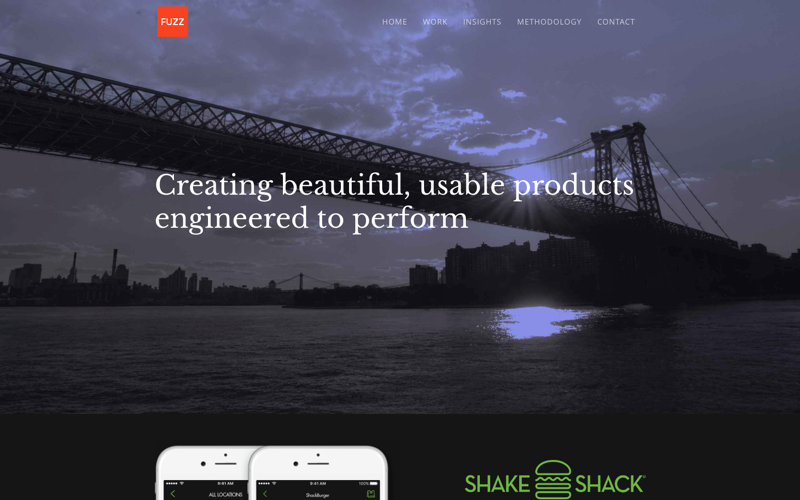 FUZZ
HOME WORK INSIGHTS METHODOLOGY CONTACT
Creating beautiful, usable products
engineered to perform
9:41 AM
9:41 AM 100%
ALL LOCATIONS
ShackBurger
SHAKE SHACK